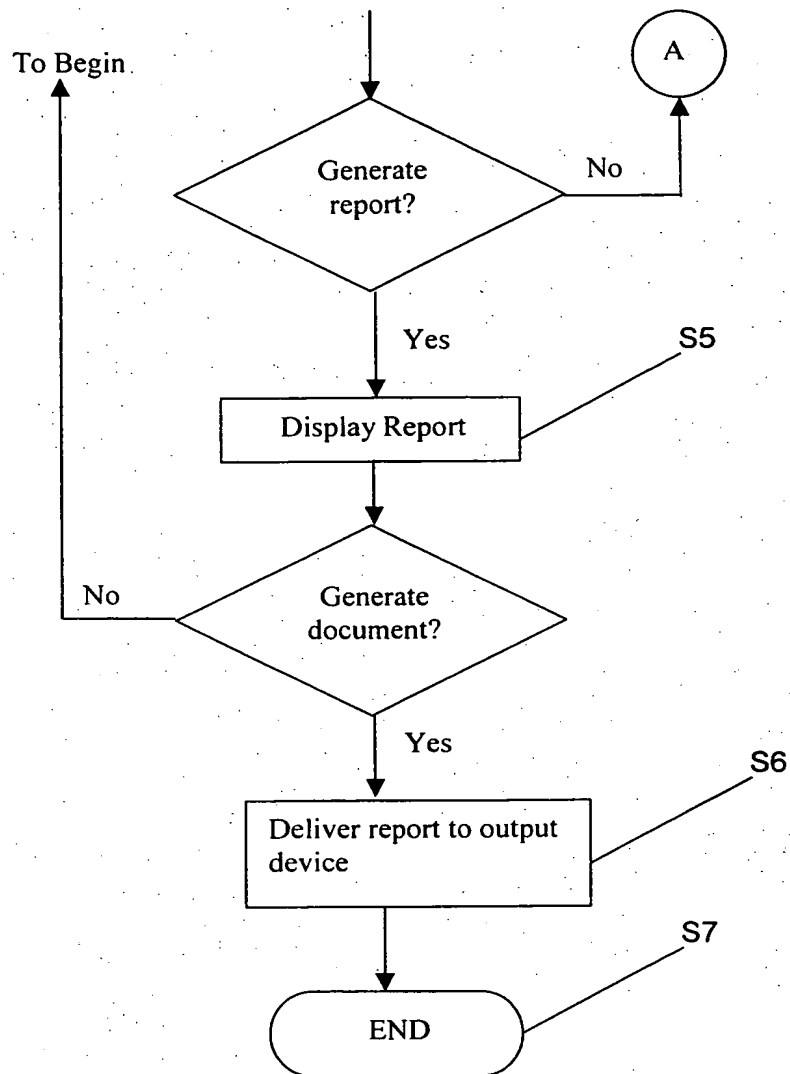 A
To Begin
Generate
report?
No
Yes
S5
Display Report
Generate
document?
No
Yes
S6
Deliver report to output
device
S7
END